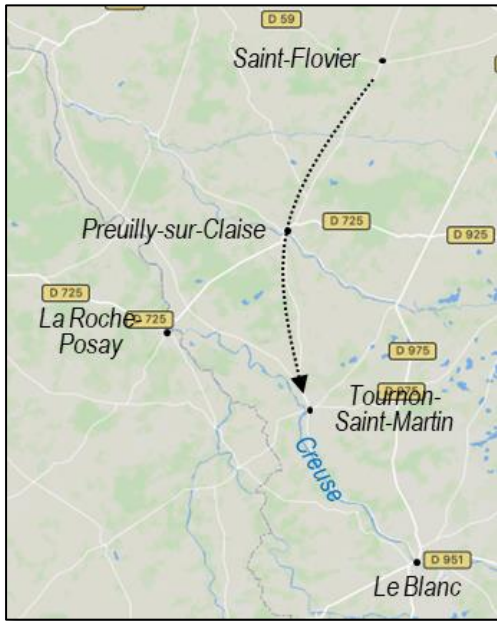 D 59
Saint-Flovier
Preuilly-sur-Claise
D 725
D 925
D 725
La Roche-
Posay
D 725
D 975
D 975
Tournon-
Saint-Martin
Creuse
D 951
Le Blanc